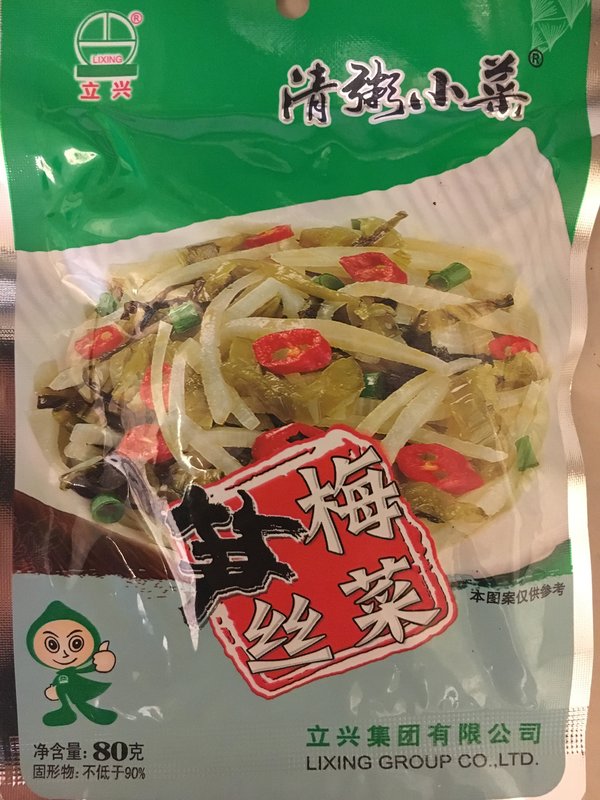 ®
LIXING
立兴
清粥小菜®
梅菜
笋丝
本图案仅供参考
净含量: 80克
固形物: 不低于90%
立兴集团有限公司
LIXING GROUP CO.,LTD.